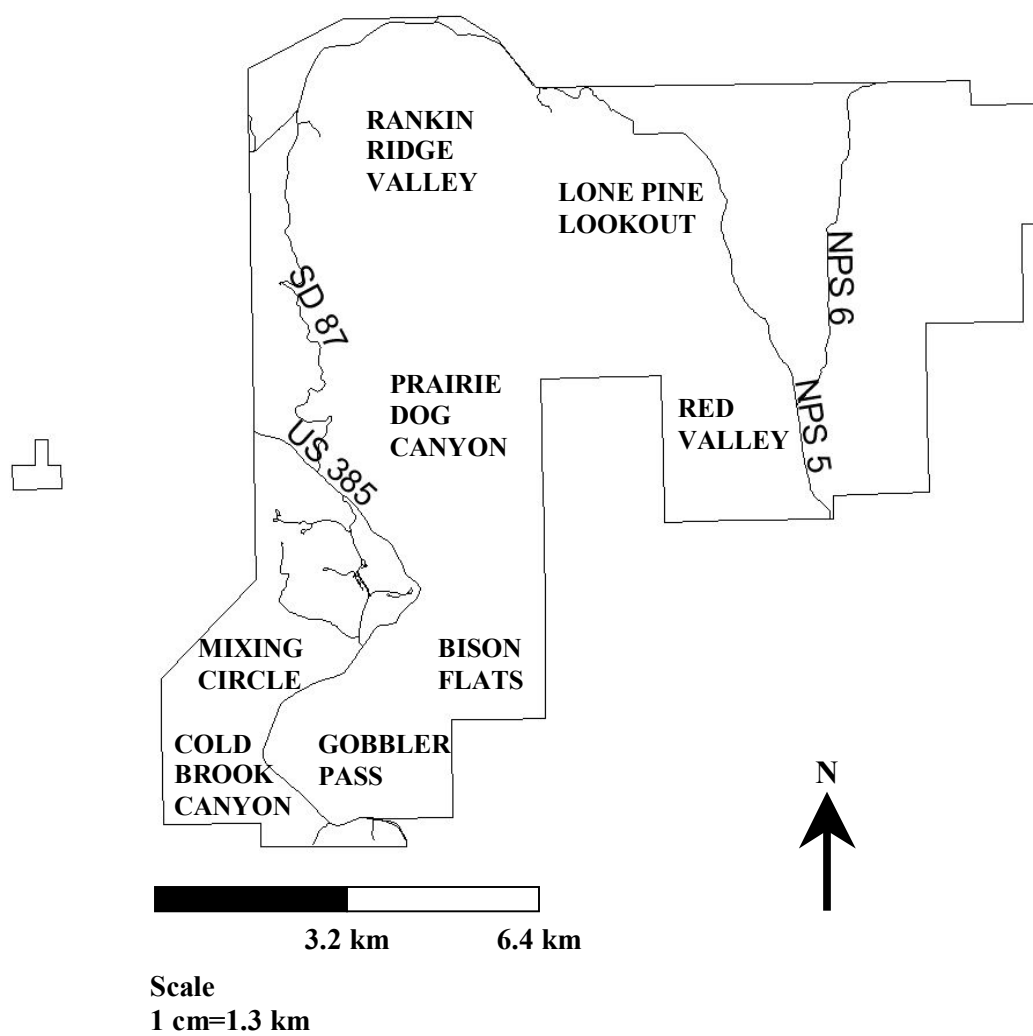 RANKIN
RIDGE
VALLEY
LONE PINE
LOOKOUT
NPS 6
SD 87
PRAIRIE
DOG
CANYON
RED
VALLEY
NPS 5
US 385
MIXING
CIRCLE
BISON
FLATS
COLD
BROOK
CANYON
GOBBLER
PASS
N
3.2 km
6.4 km
Scale
1 cm=1.3 km